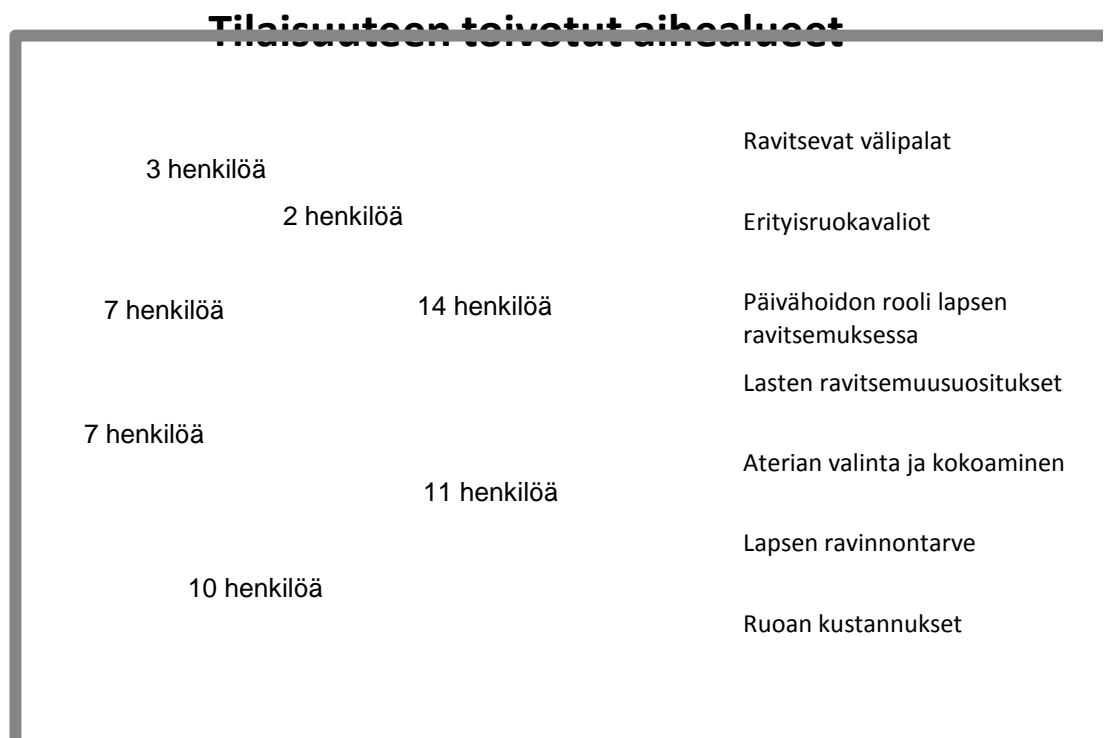 Tilaisuuteen toivotut aihealueet
Ravitsevat välipalat
3 henkilöä
2 henkilöä
Erityisruokavaliot
7 henkilöä
14 henkilöä
Päivähoidon rooli lapsen
ravitsemuksessa
Lasten ravitsemuusuositukset
7 henkilöä
Aterian valinta ja kokoaminen
11 henkilöä
Lapsen ravinnontarve
10 henkilöä
Ruoan kustannukset